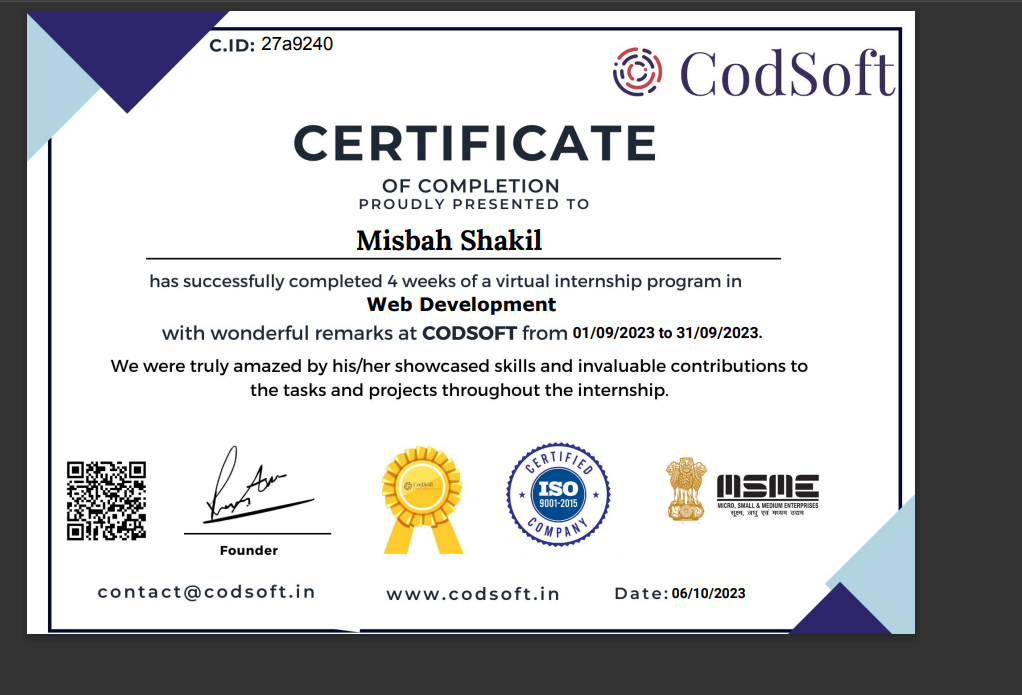 C.ID: 27a9240
CodSoft
CERTIFICATE
OF COMPLETION
PROUDLY PRESENTED TO
Misbah Shakil
has successfully completed 4 weeks of a virtual internship program in
Web Development
with wonderful remarks at CODSOFT from 01/09/2023 to 31/09/2023.
We were truly amazed by his/her showcased skills and invaluable contributions to
the tasks and projects throughout the internship.
Founder
CodSoft
CERTIFIED
ISO
9001-2015
COMPANY
MSME
MICRO, SMALL & MEDIUM ENTERPRISES
सूक्ष्म, लघु एवं मध्यम उद्यम
contact@codsoft.in
www.codsoft.in
Date: 06/10/2023